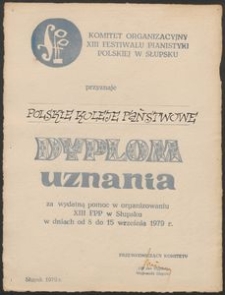 KOMITET ORGANIZACYJNY
XIII FESTIWALU PIANISTYKI
POLSKIEJ W SŁUPSKU
przyznaje
POLSKIE KOLEJE PAŃSTWOWE
DYPLOM
uznania
za wydatną pomoc w organizowaniu
XIII FPP w Słupsku
w dniach od 8 do 15 września 1979 r.
PRZEWODNICZĄCY KOMITETU